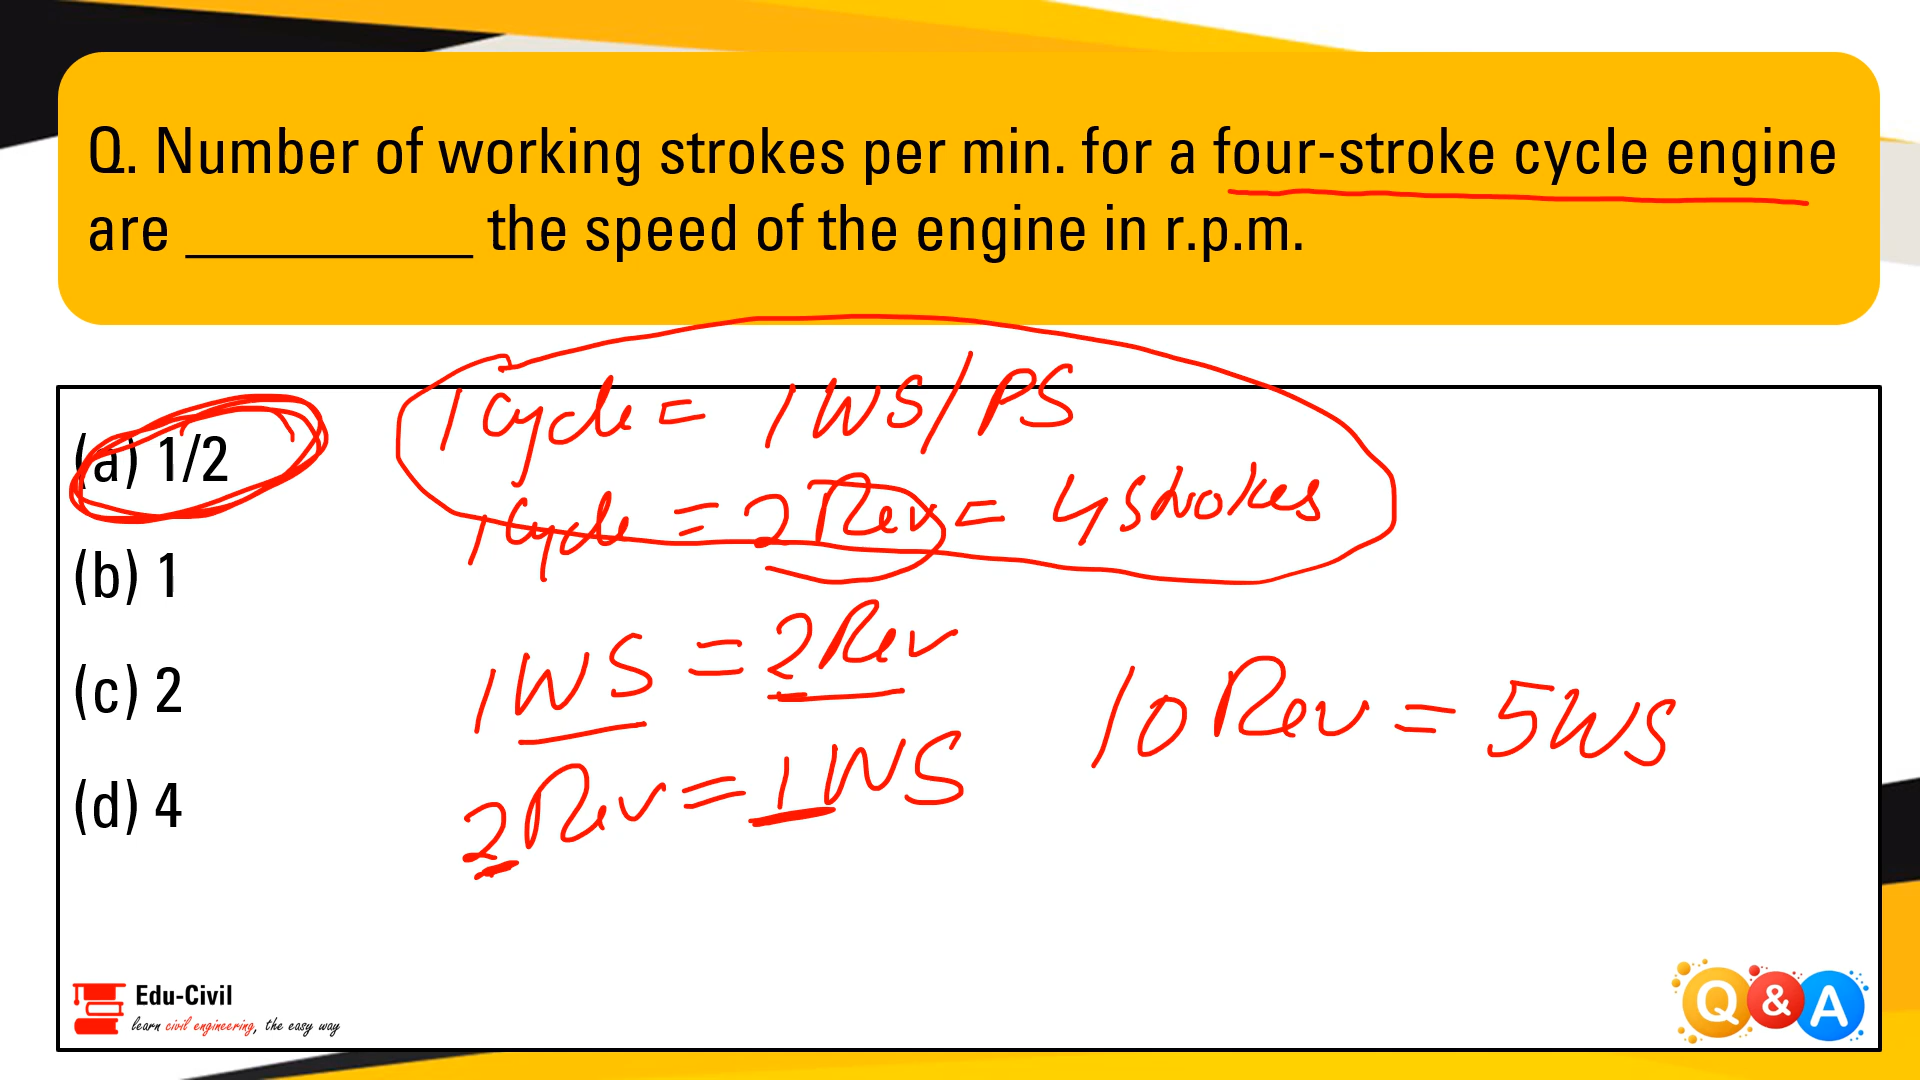 Q. Number of working strokes per min. for a four-stroke cycle engine
are __________ the speed of the engine in r.p.m.
1 Cycle = 1 WS/PS
(a) 1/2
1 Cycle = 2 Rev = 4 Strokes
(b) 1
1 WS = 2 Rev
(c) 2
10 Rev = 5 WS
2 Rev = 1 WS
(d) 4
Edu-Civil
learn civil engineering, the easy way
Q & A